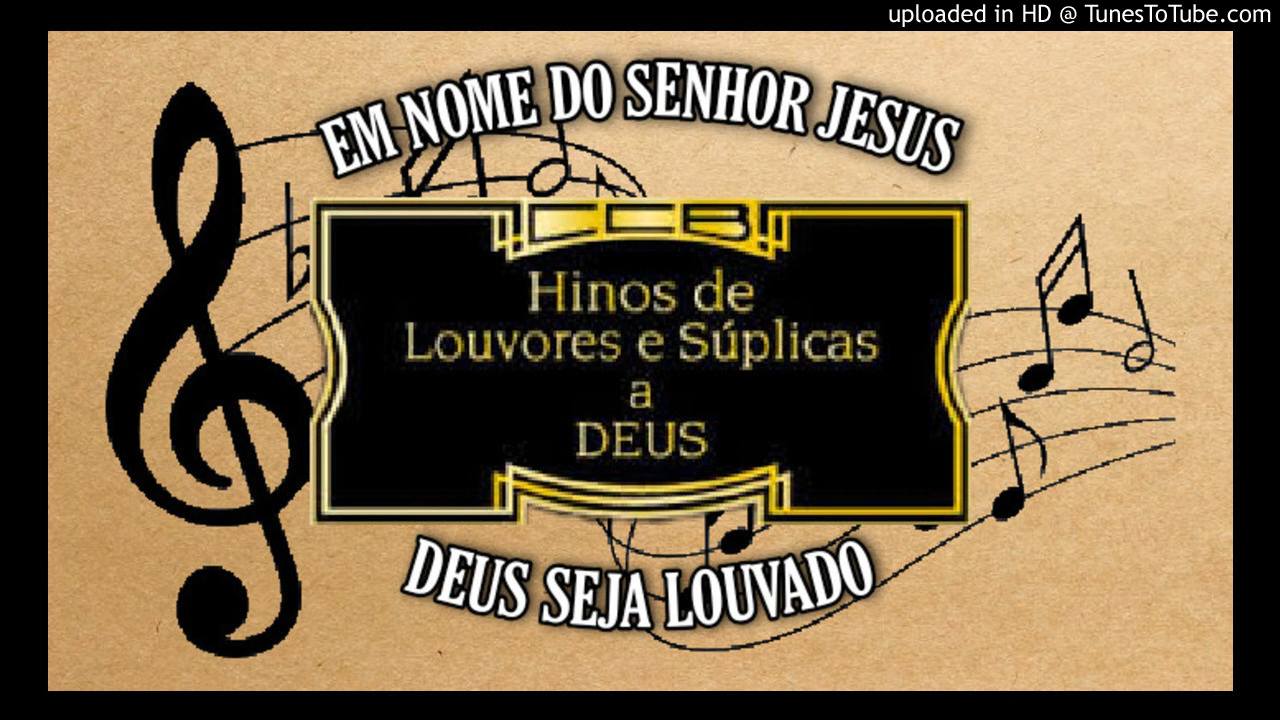 uploaded in HD @ TunesToTube.com
EM NOME DO SENHOR JESUS
CCB
Hinos de
Louvores e Súplicas
a
DEUS
DEUS SEJA LOUVADO